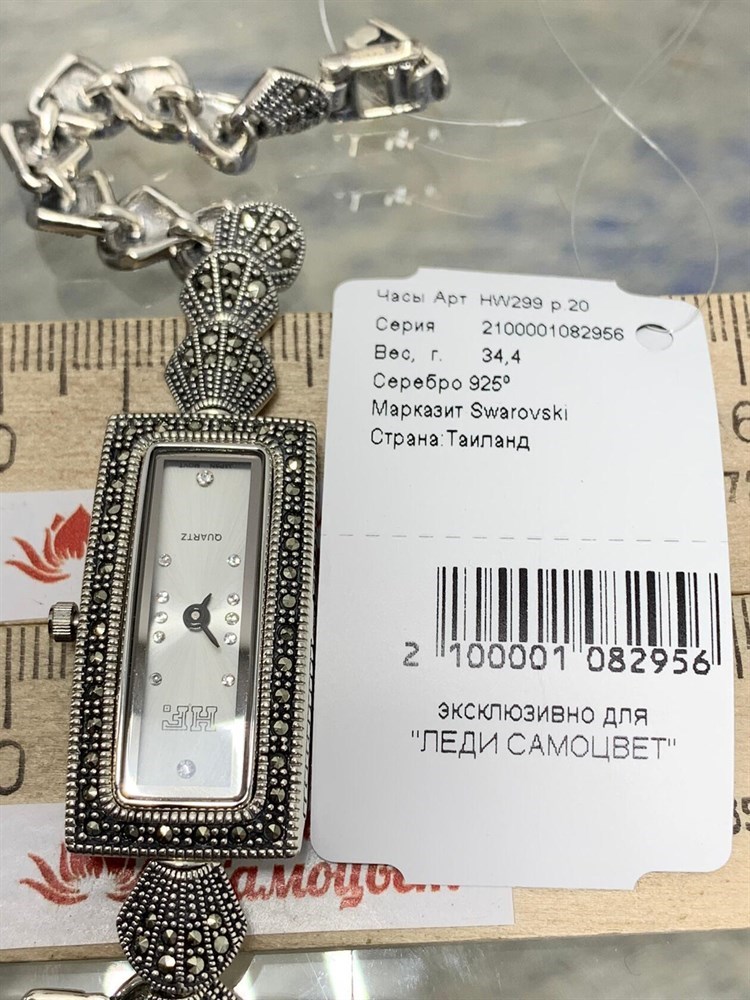 Часы Арт HW299 р.20
Серия 2100001082956
Вес, г. 34,4
Серебро 925º
Марказит Swarovski
Страна:Таиланд
2 100001 082956
эксклюзивно для
"ЛЕДИ САМОЦВЕТ"
QUARTZ
HF.